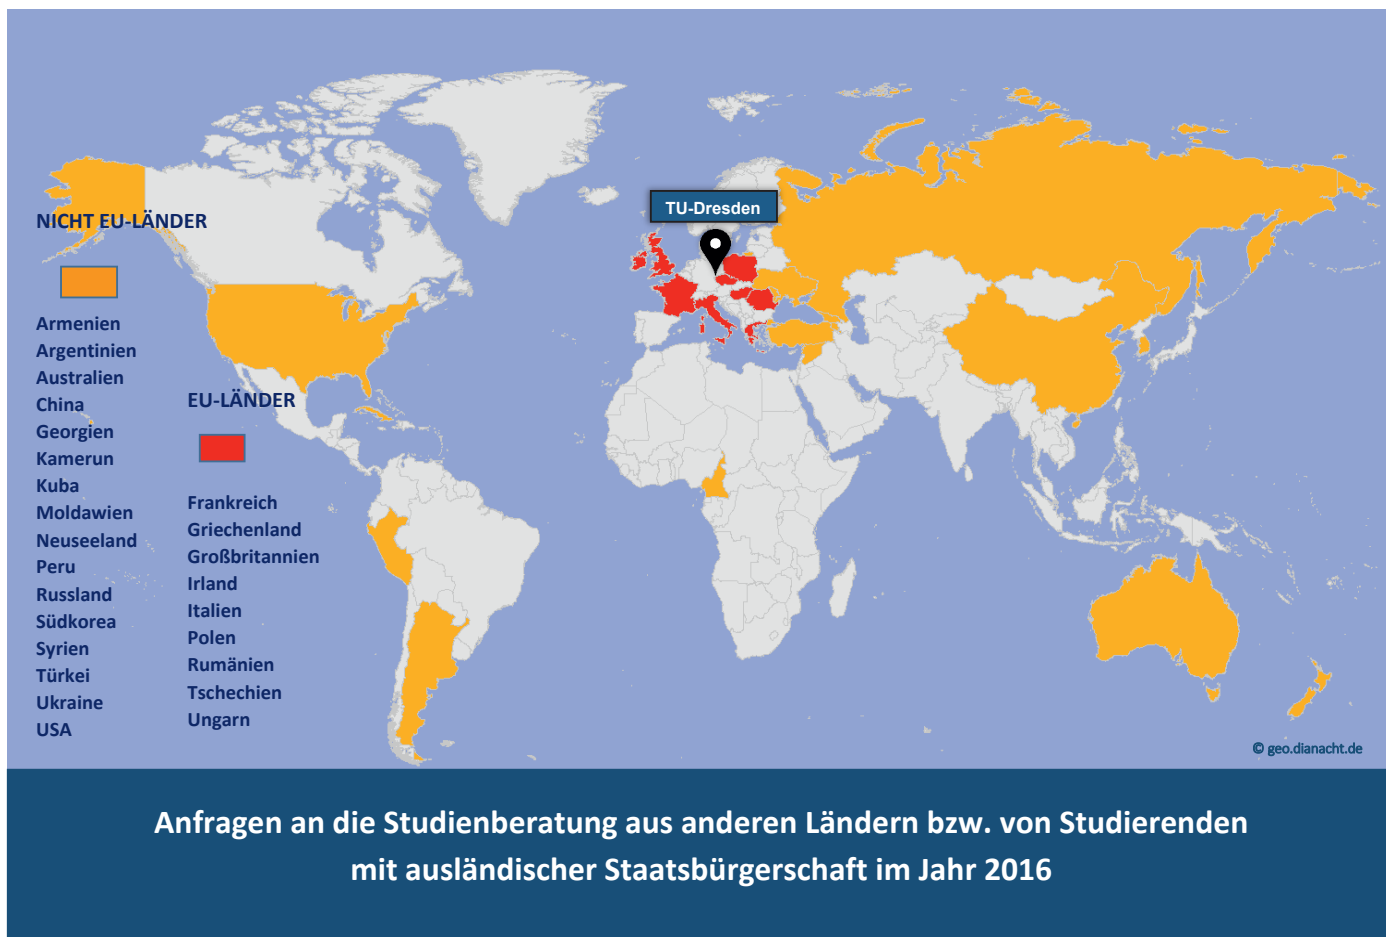 TU-Dresden
NICHT EU-LÄNDER
Armenien
Argentinien
Australien
China
Georgien
Kamerun
Kuba
Moldawien
Neuseeland
Peru
Russland
Südkorea
Syrien
Türkei
Ukraine
USA
EU-LÄNDER
Frankreich
Griechenland
Großbritannien
Irland
Italien
Polen
Rumänien
Tschechien
Ungarn
© geo.dianacht.de
Anfragen an die Studienberatung aus anderen Ländern bzw. von Studierenden
mit ausländischer Staatsbürgerschaft im Jahr 2016